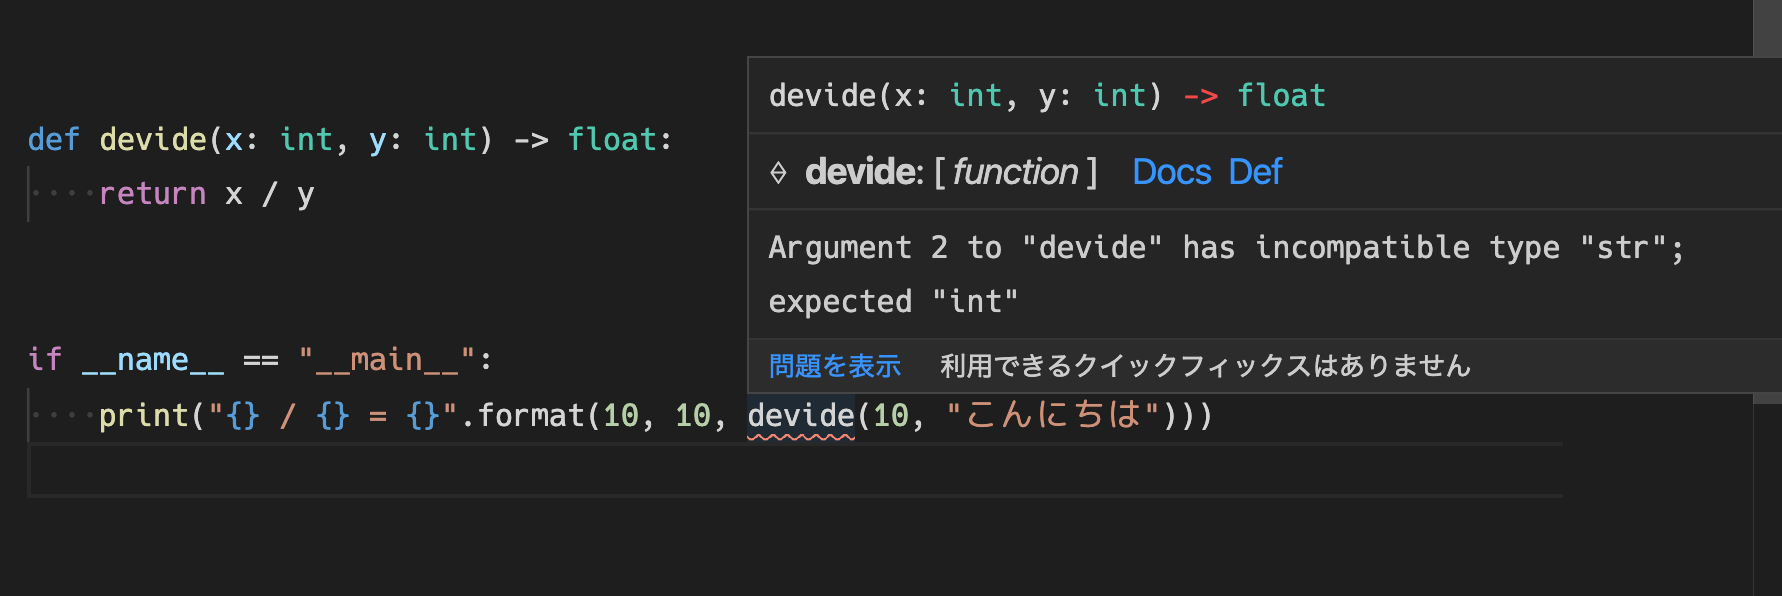 def devide(x: int, y: int) -> float:
    return x / y
if __name__ == "__main__":
    print("{} / {} = {}".format(10, 10, devide(10, "こんにちは")))
devide(x: int, y: int) -> float
devide: [function] Docs Def
Argument 2 to "devide" has incompatible type "str";
expected "int"
問題を表示 利用できるクイックフィックスはありません